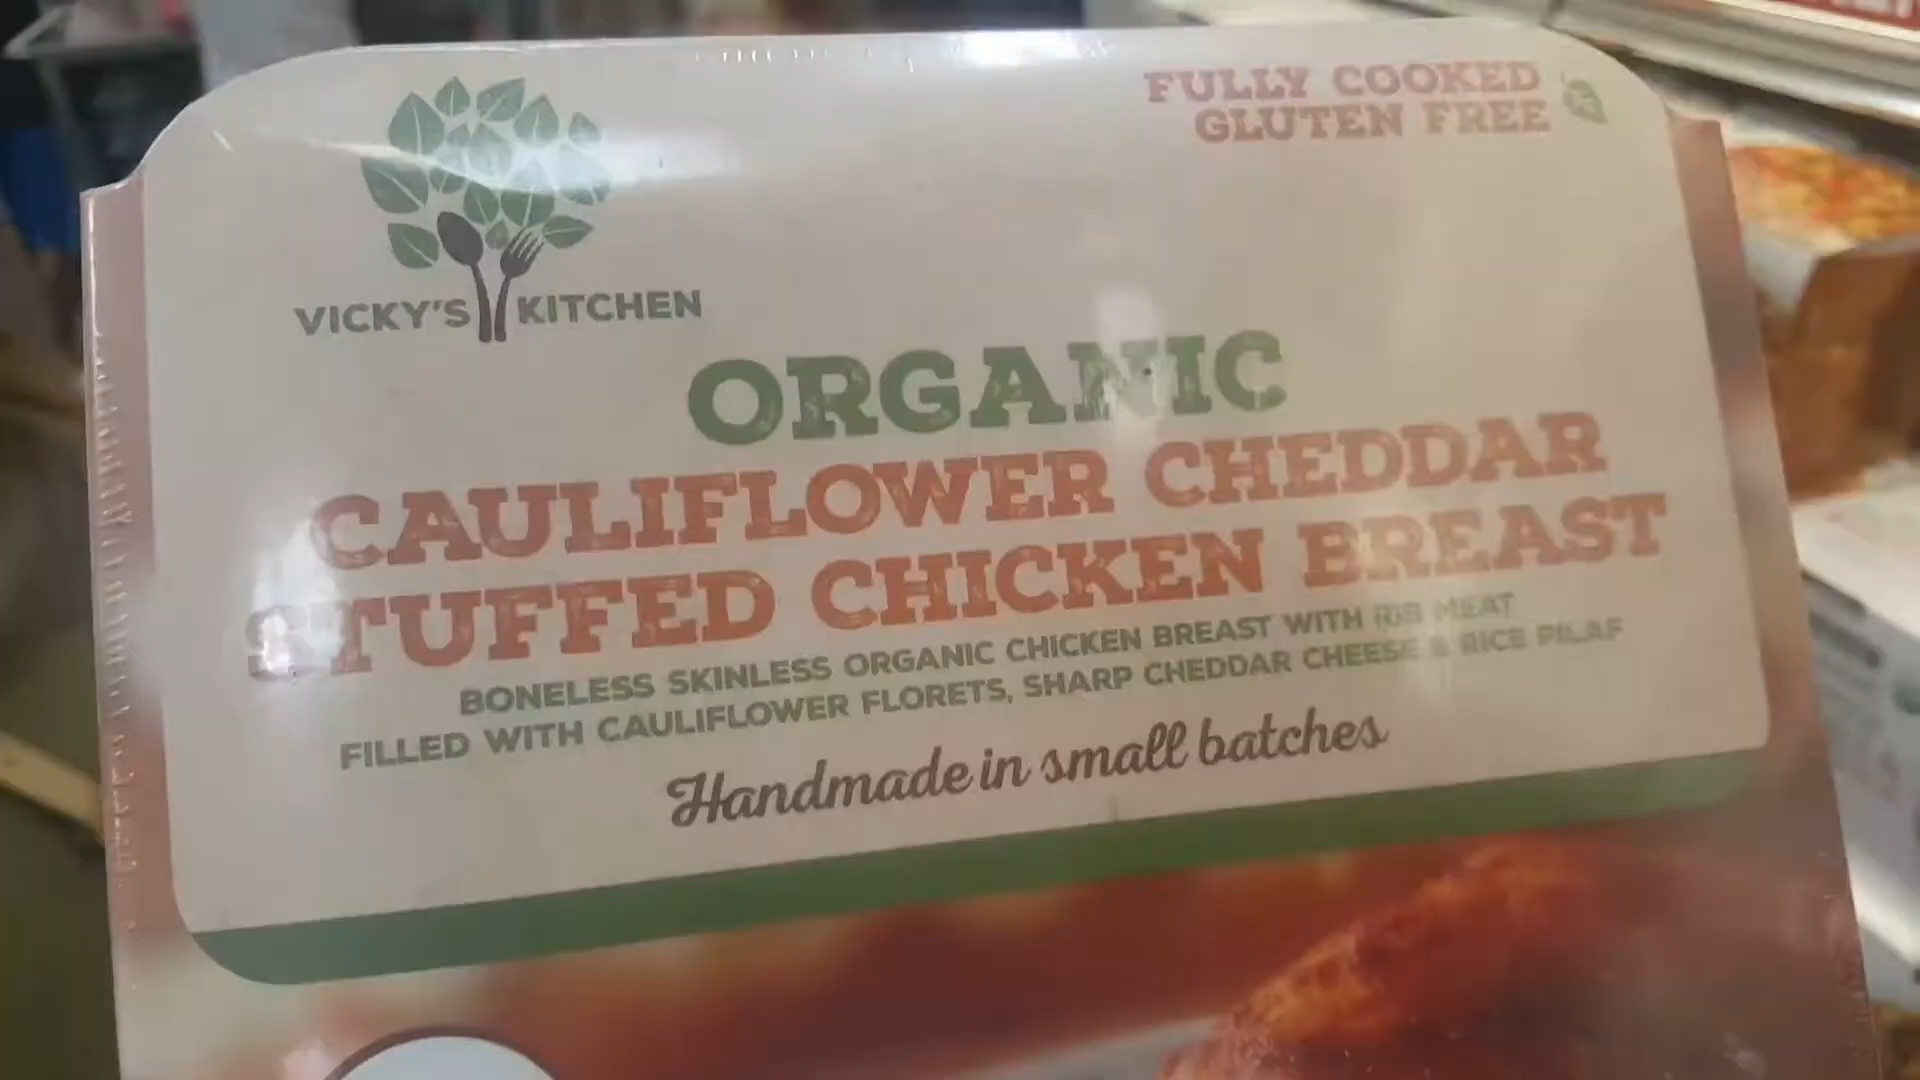 FULLY COOKED
GLUTEN FREE
VICKY'S KITCHEN
ORGANIC
CAULIFLOWER CHEDDAR
STUFFED CHICKEN BREAST
BONELESS SKINLESS ORGANIC CHICKEN BREAST WITH RIB MEAT
FILLED WITH CAULIFLOWER FLORETS, SHARP CHEDDAR CHEESE & RICE PILAF
Handmade in small batches